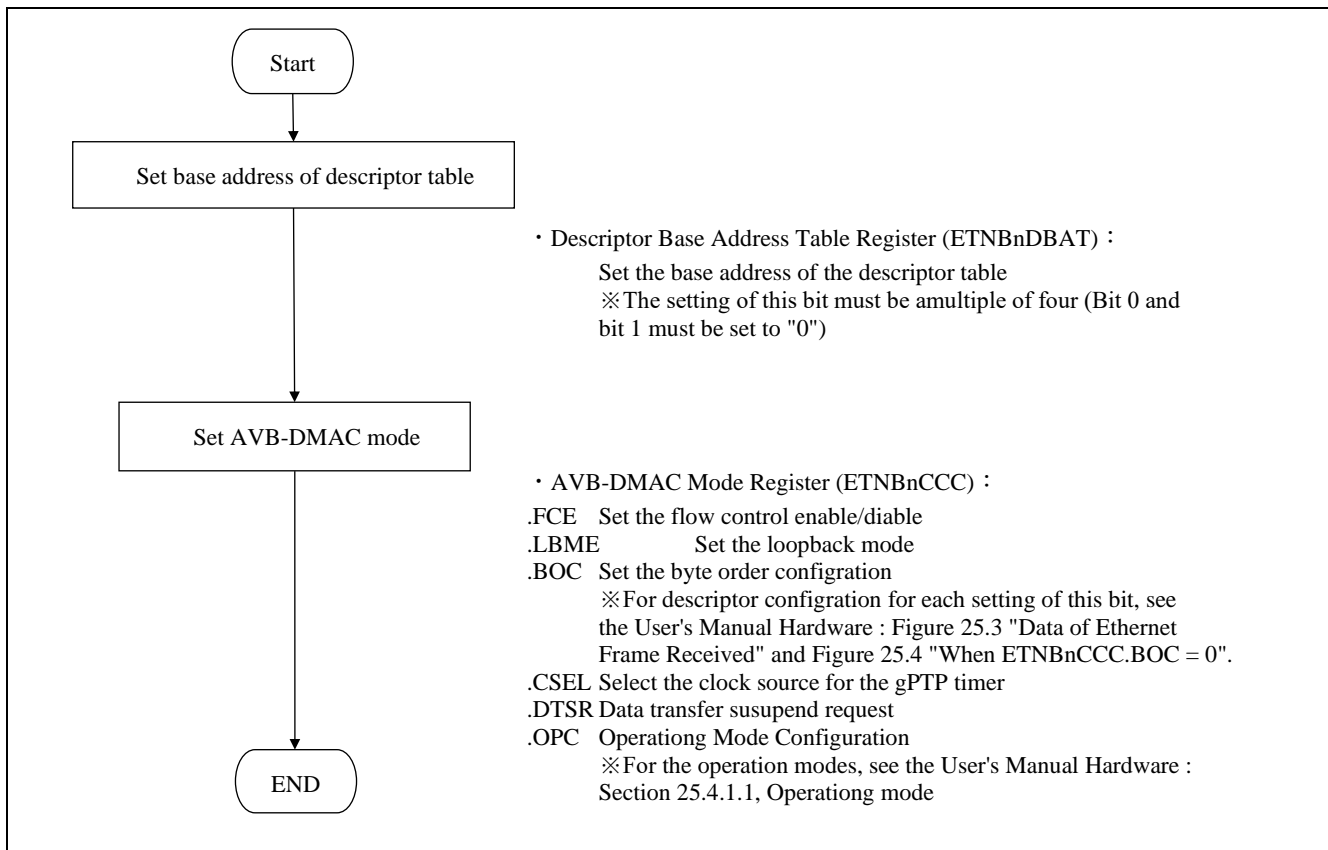 Start
Set base address of descriptor table
・Descriptor Base Address Table Register (ETNBnDBAT)：
Set the base address of the descriptor table
※The setting of this bit must be amultiple of four (Bit 0 and
bit 1 must be set to "0")
Set AVB-DMAC mode
・AVB-DMAC Mode Register (ETNBnCCC)：
.FCE Set the flow control enable/diable
.LBME Set the loopback mode
.BOC Set the byte order configration
※For descriptor configration for each setting of this bit, see
the User's Manual Hardware : Figure 25.3 "Data of Ethernet
Frame Received" and Figure 25.4 "When ETNBnCCC.BOC = 0".
.CSEL Select the clock source for the gPTP timer
.DTSR Data transfer susupend request
.OPC Operationg Mode Configuration
※For the operation modes, see the User's Manual Hardware :
Section 25.4.1.1, Operationg mode
END